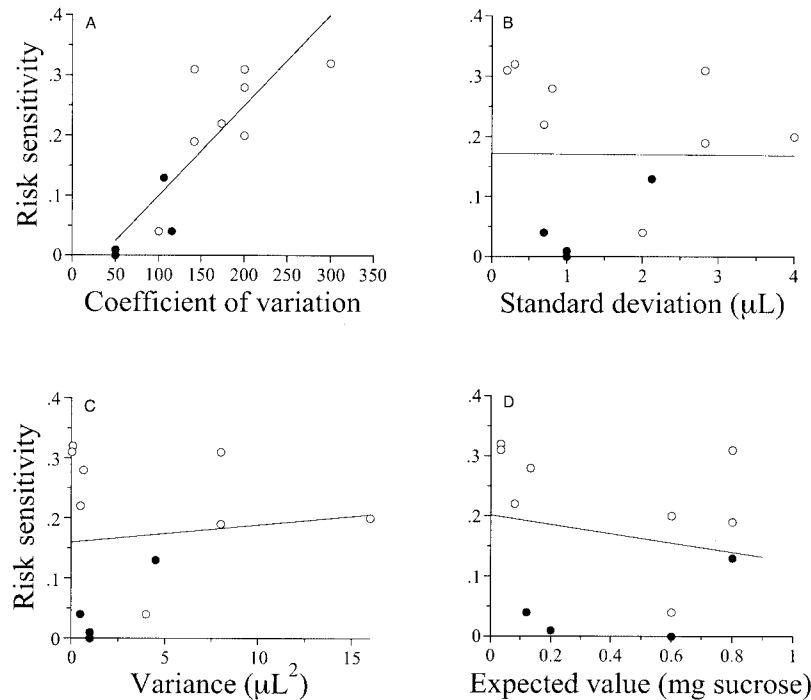 A
Risk sensitivity
.4
.3
.2
.1
0
0 50 100 150 200 250 300 350
Coefficient of variation
B
.4
.3
.2
.1
0
0 1 2 3 4
Standard deviation (µL)
C
Risk sensitivity
.4
.3
.2
.1
0
0 5 10 15
Variance (µL²)
D
.4
.3
.2
.1
0
0 0.2 0.4 0.6 0.8 1
Expected value (mg sucrose)